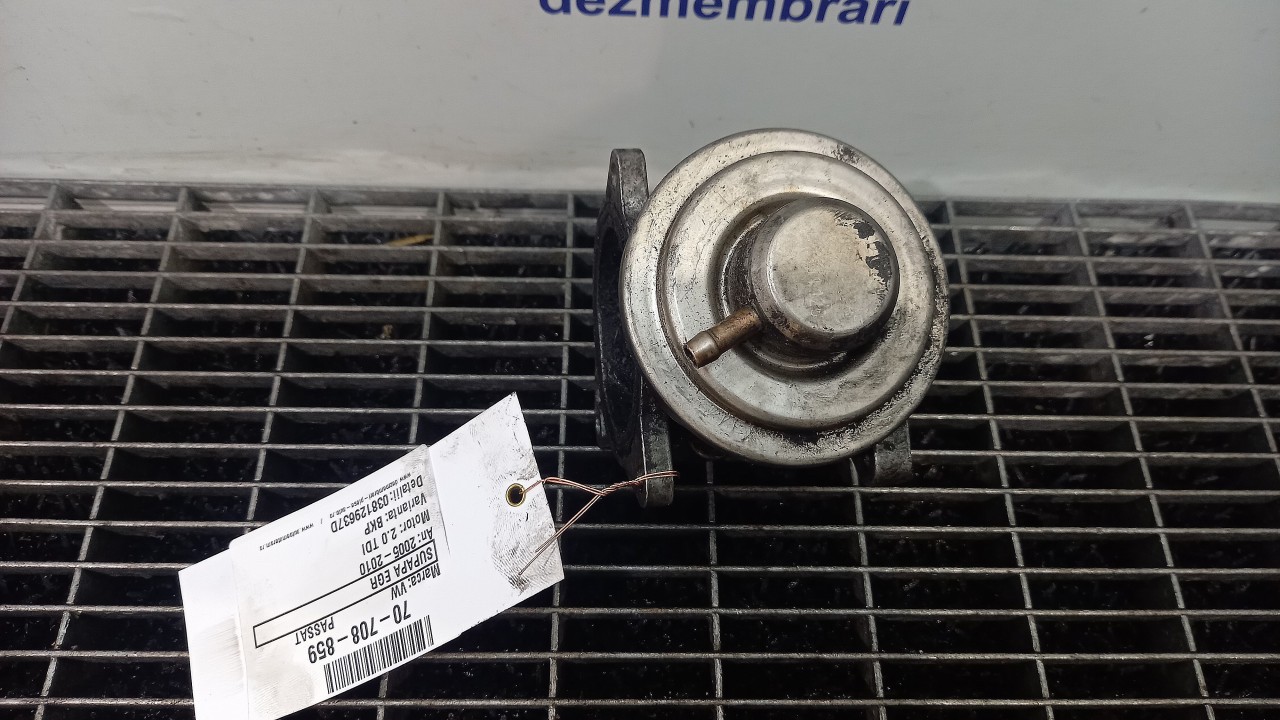 dezmembrari
70-708-859
Marca: VW PASSAT
SUPAPA EGR
An: 2005 - 2010
Motor: 2.0 TDI
Varianta: BKP
Detalii: 038129637D